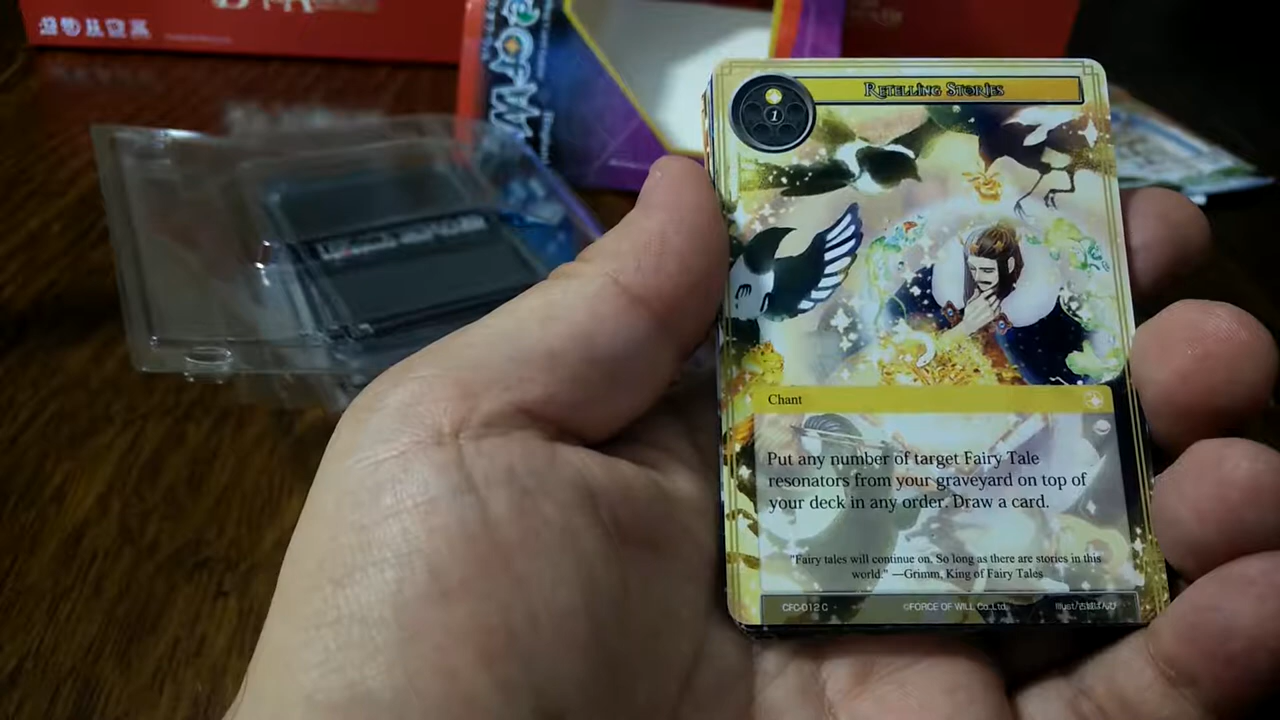 RETELLING STORIES
1
Chant
Put any number of target Fairy Tale
resonators from your graveyard on top of
your deck in any order. Draw a card.
"Fairy tales will continue on. So long as there are stories in this
world." —Grimm, King of Fairy Tales
CFC-012 C ©FORCE OF WILL Co.,Ltd.